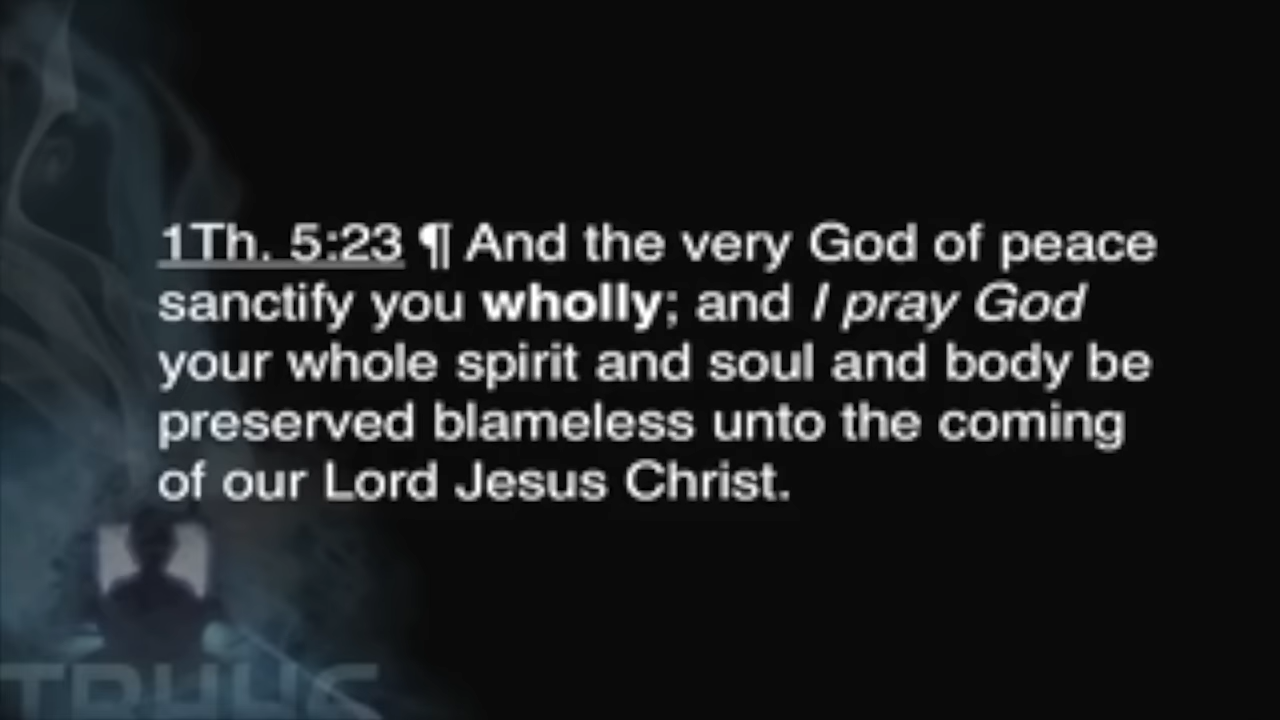 1Th. 5:23 ¶ And the very God of peace
sanctify you wholly; and I pray God
your whole spirit and soul and body be
preserved blameless unto the coming
of our Lord Jesus Christ.